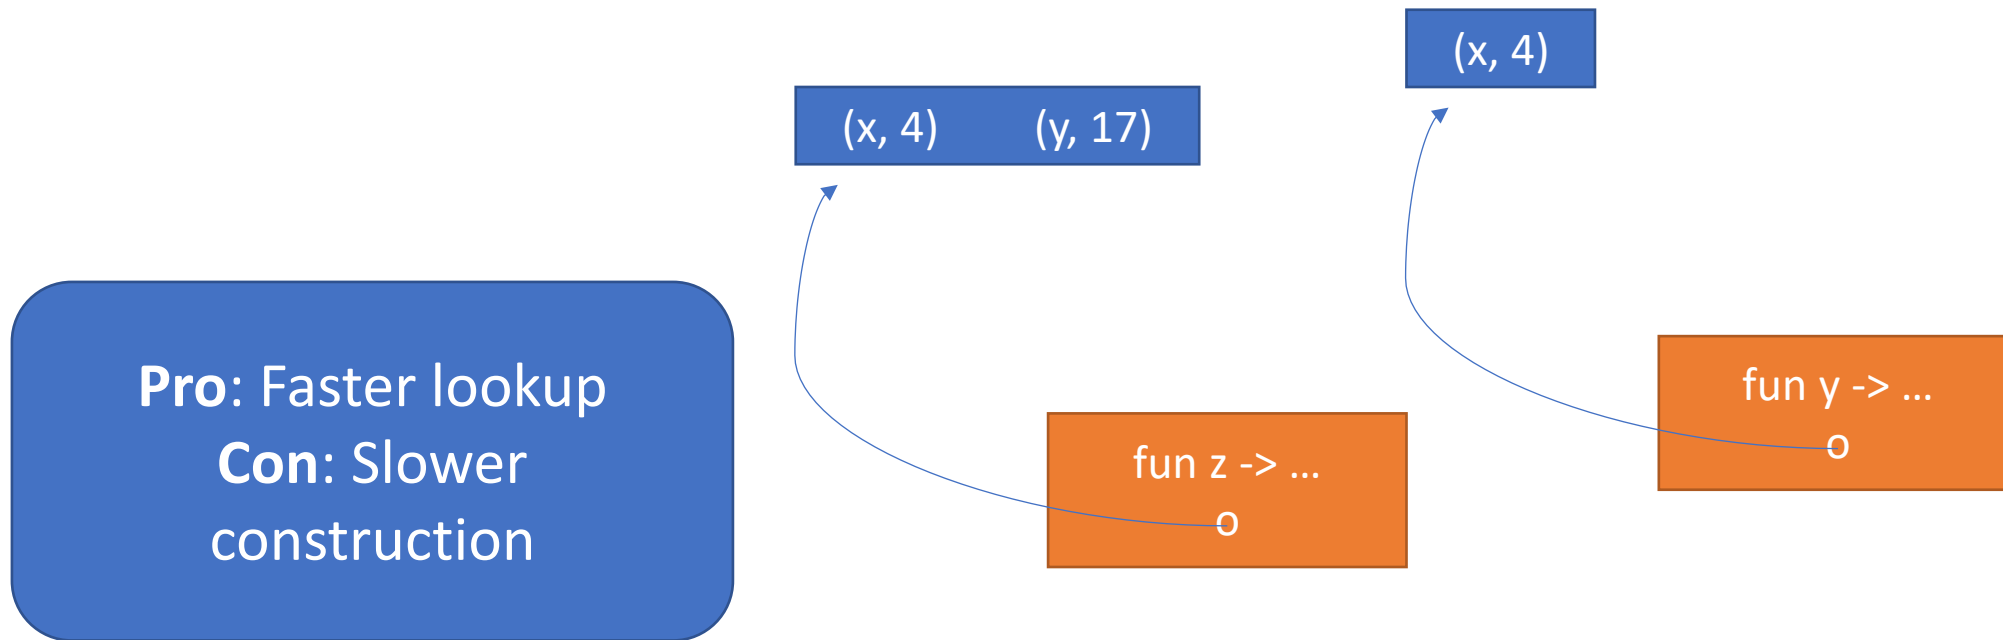 (x, 4)
(x, 4) (y, 17)
Pro: Faster lookup
Con: Slower
construction
fun z -> ...
o
fun y -> ...
o